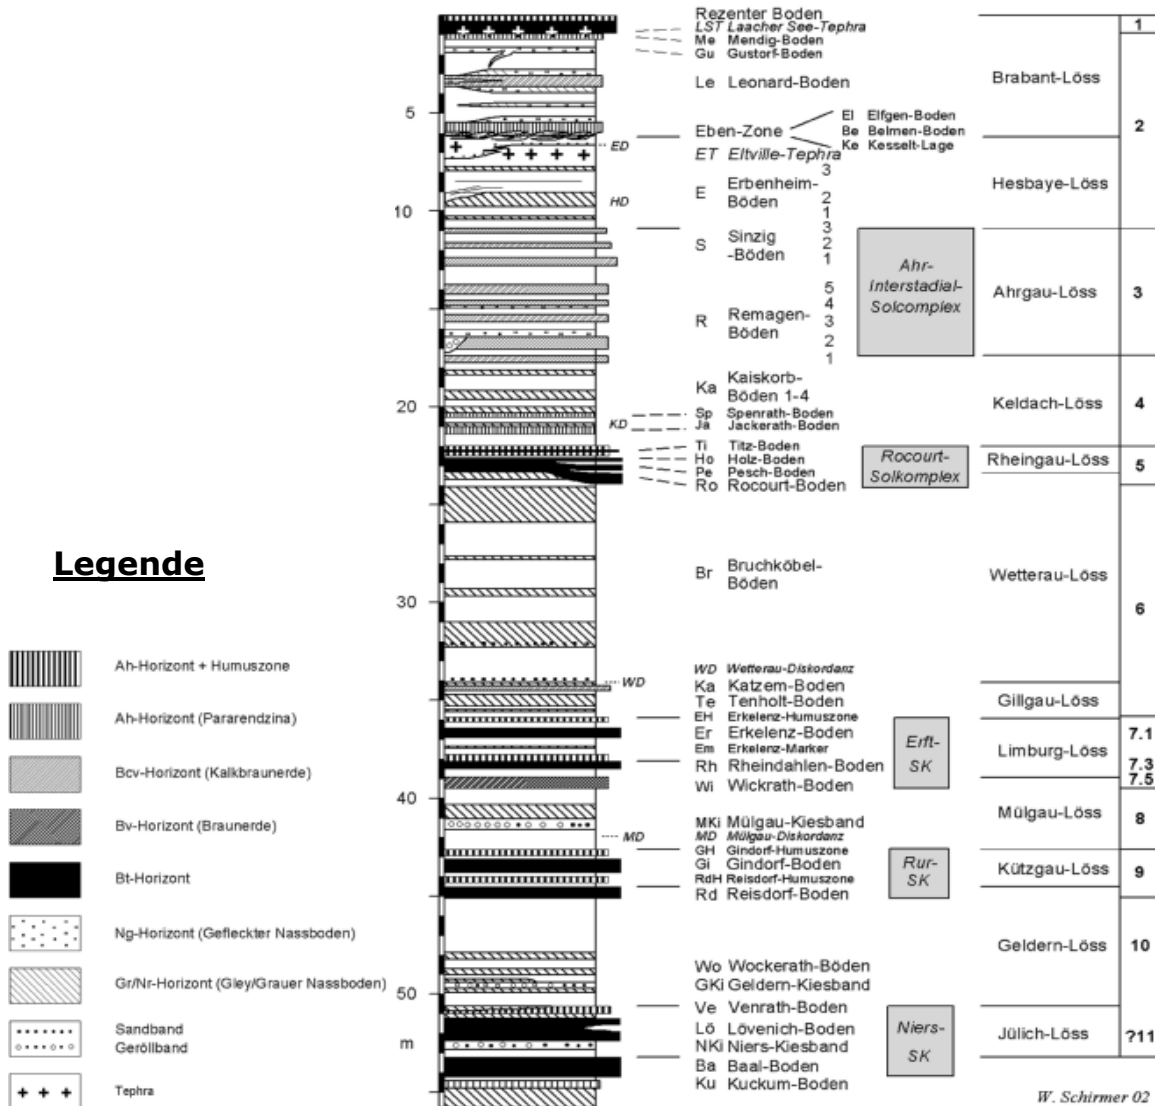 Rezenter Boden
LST Laacher See-Tephra
Me Mendig-Boden
Gu Gustorf-Boden
Le Leonard-Boden
Eben-Zone
El Elfgen-Boden
Be Belmen-Boden
Ke Kesselt-Lage
ET Eltville-Tephra
E Erbenheim-
Böden
3
2
1
S Sinzig
-Böden
3
2
1
R Remagen-
Böden
5
4
3
2
1
Ka Kaiskorb-
Böden 1-4
Sp Spenrath-Boden
Ja Jackerath-Boden
Ti Titz-Boden
Ho Holz-Boden
Pe Pesch-Boden
Ro Rocourt-Boden
Br Bruchköbel-
Böden
WD Wetterau-Diskordanz
Ka Katzem-Boden
Te Tenholt-Boden
EH Erkelenz-Humuszone
Er Erkelenz-Boden
Em Erkelenz-Marker
Rh Rheindahlen-Boden
Wi Wickrath-Boden
MKi Mülgau-Kiesband
MD Mülgau-Diskordanz
GH Gindorf-Humuszone
Gi Gindorf-Boden
RdH Reisdorf-Humuszone
Rd Reisdorf-Boden
Wo Wockerath-Böden
GKi Geldern-Kiesband
Ve Venrath-Boden
Lö Lövenich-Boden
NKi Niers-Kiesband
Ba Baal-Boden
Ku Kuckum-Boden
5
10
20
30
40
50
m
ED
HD
KD
WD
MD
Ahr-
Interstadial-
Solcomplex
Rocourt-
Solkomplex
Erft-
SK
Rur-
SK
Niers-
SK
Brabant-Löss
Hesbaye-Löss
Ahrgau-Löss
Keldach-Löss
Rheingau-Löss
Wetterau-Löss
Gillgau-Löss
Limburg-Löss
Mülgau-Löss
Kützgau-Löss
Geldern-Löss
Jülich-Löss
1
2
3
4
5
6
7.1
7.3
7.5
8
9
10
?11
Legende
Ah-Horizont + Humuszone
Ah-Horizont (Pararendzina)
Bcv-Horizont (Kalkbraunerde)
Bv-Horizont (Braunerde)
Bt-Horizont
Ng-Horizont (Gefleckter Nassboden)
Gr/Nr-Horizont (Gley/Grauer Nassboden)
Sandband
Geröllband
Tephra
W. Schirmer 02